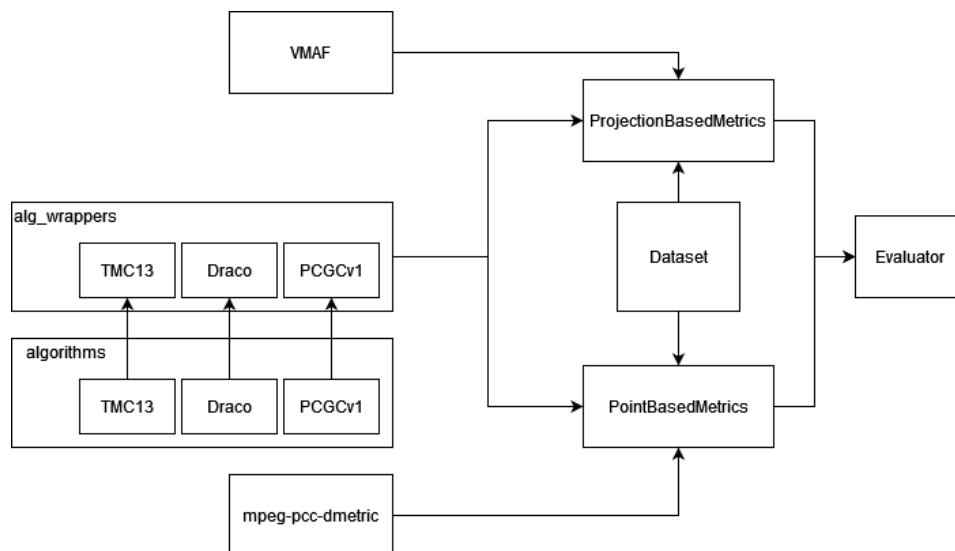 VMAF
ProjectionBasedMetrics
alg_wrappers
TMC13
Draco
PCGCv1
Dataset
Evaluator
algorithms
TMC13
Draco
PCGCv1
PointBasedMetrics
mpeg-pcc-dmetric